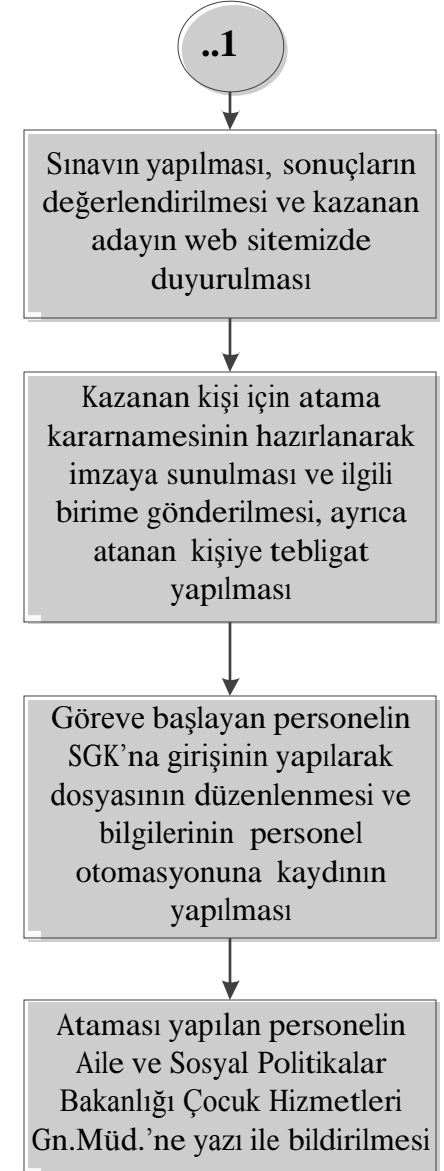 ..1
Sınavın yapılması, sonuçların
değerlendirilmesi ve kazanan
adayın web sitemizde
duyurulması
Kazanan kişi için atama
kararnamesinin hazırlanarak
imzaya sunulması ve ilgili
birime gönderilmesi, ayrıca
atanan kişiye tebligat
yapılması
Göreve başlayan personelin
SGK’na girişinin yapılarak
dosyasının düzenlenmesi ve
bilgilerinin personel
otomasyonuna kaydının
yapılması
Ataması yapılan personelin
Aile ve Sosyal Politikalar
Bakanlığı Çocuk Hizmetleri
Gn.Müd.’ne yazı ile bildirilmesi